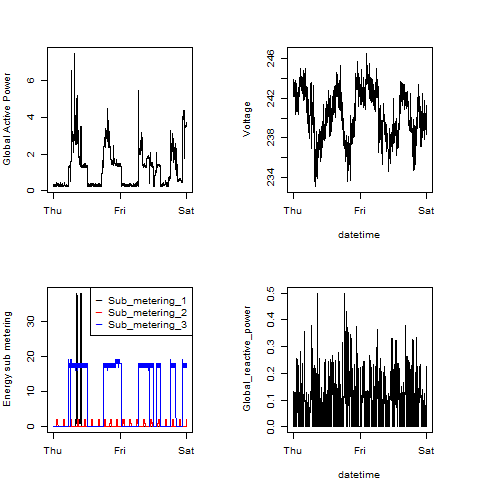 Global Active Power
0 2 4 6
Thu Fri Sat
Voltage
234 238 242 246
Thu Fri Sat
datetime
Energy sub metering
0 10 20 30
Sub_metering_1
Sub_metering_2
Sub_metering_3
Thu Fri Sat
Global_reactive_power
0.0 0.1 0.2 0.3 0.4 0.5
Thu Fri Sat
datetime